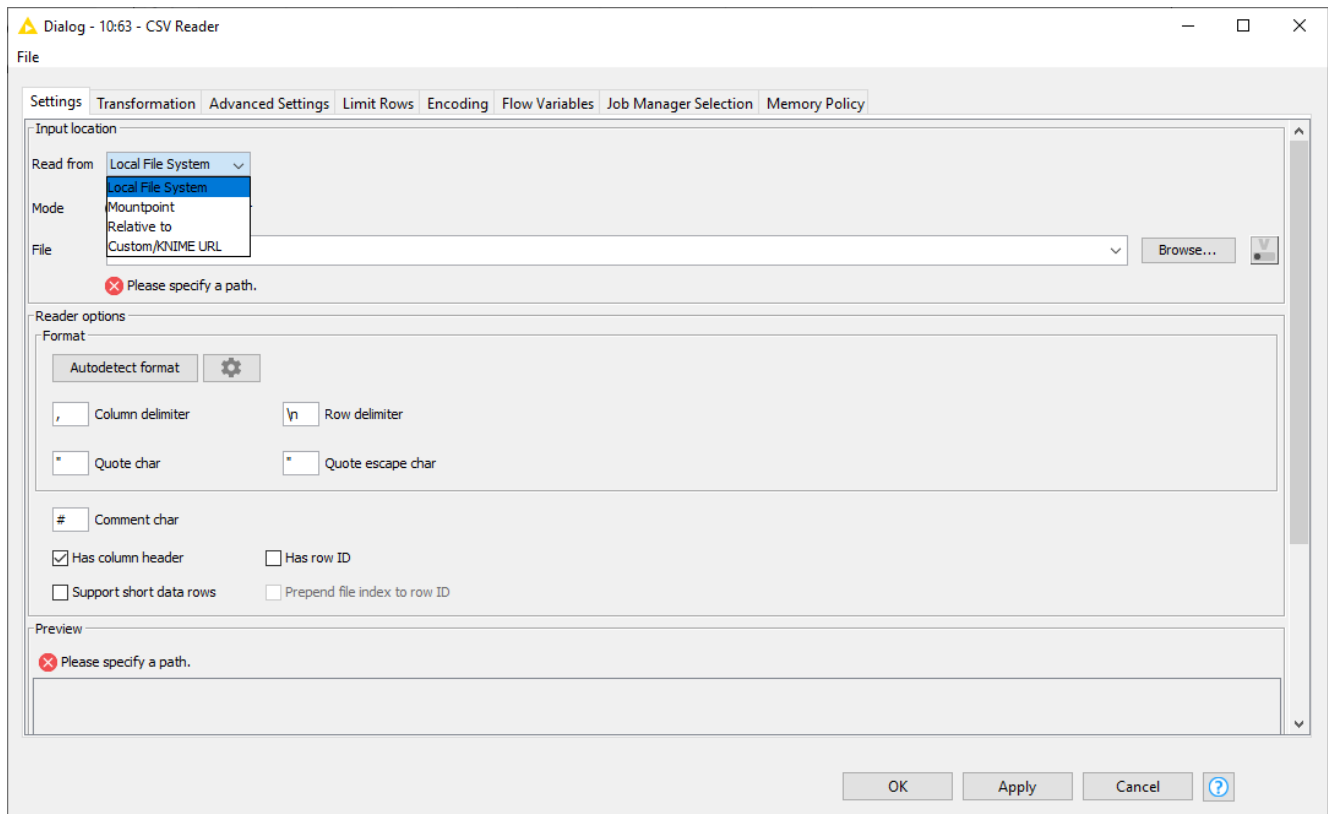 Dialog - 10:63 - CSV Reader
File
Settings Transformation Advanced Settings Limit Rows Encoding Flow Variables Job Manager Selection Memory Policy
Input location
Read from Local File System
Local File System
Mode Mountpoint
Relative to
File Custom/KNIME URL Browse... V
Please specify a path.
Reader options
Format
Autodetect format
, Column delimiter \n Row delimiter
" Quote char " Quote escape char
# Comment char
Has column header Has row ID
Support short data rows Prepend file index to row ID
Preview
Please specify a path.
OK Apply Cancel ?